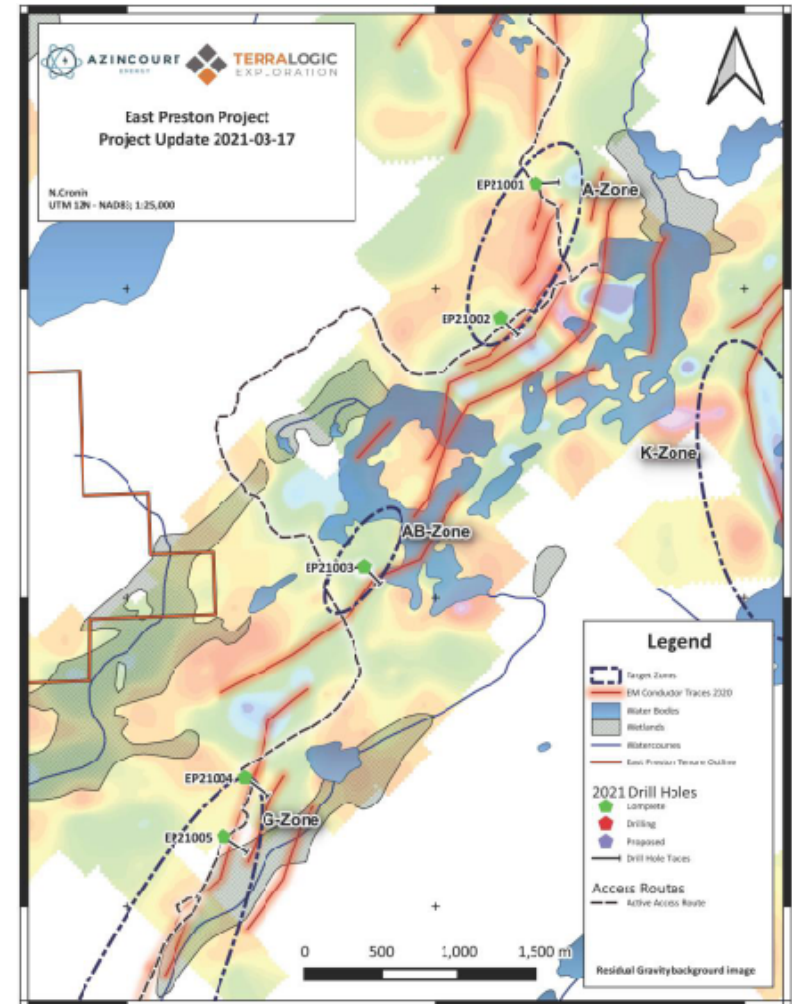 AZINCOURT
ENERGY
TERRALOGIC
EXPLORATION
East Preston Project
Project Update 2021-03-17
N.Cronin
UTM 12N - NAD83; 1:25,000
EP21001
A-Zone
EP21002
K-Zone
AB-Zone
EP21003
EP21004
G-Zone
EP21005
Legend
Target Zones
EM Conductor Traces 2020
Water Bodies
Wetlands
Watercourses
East Preston Tenure Outline
2021 Drill Holes
Complete
Drilling
Proposed
Drill Hole Taces
Access Routes
Active Access Route
Residual Gravity background image
0 500 1,000 1,500 m